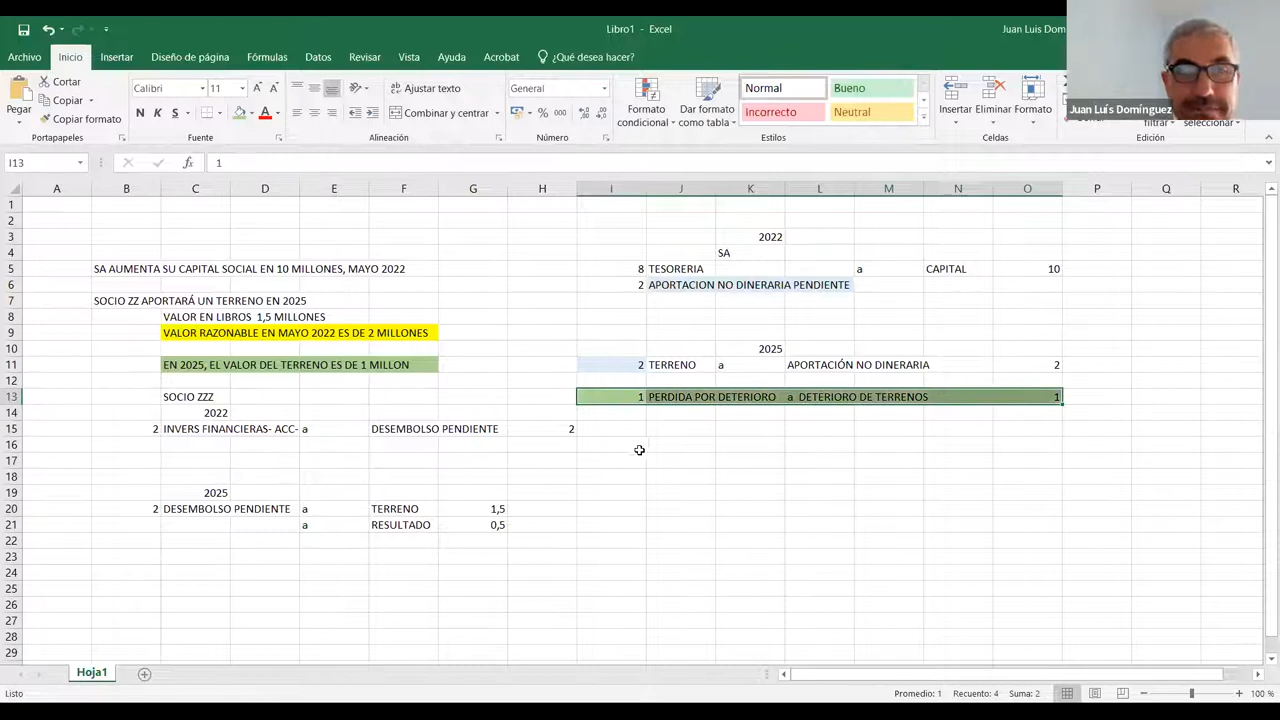 Libro1 - Excel
Juan Luis Dom
Archivo Inicio Insertar Diseño de página Fórmulas Datos Revisar Vista Ayuda Acrobat ¿Qué desea hacer?
Pegar
Cortar
Copiar
Copiar formato
Portapapeles
Calibri 11
N K S
Fuente
Ajustar texto
Combinar y centrar
Alineación
General
% 000
Número
Formato condicional
Dar formato como tabla
Normal Bueno
Incorrecto Neutral
Estilos
Insertar Eliminar Formato
Celdas
filtrar
seleccionar
Edición
Juan Luís Domínguez
I13 fx 1
A B C D E F G H I J K L M N O P Q R
1
2
3 2022
4 SA
5 SA AUMENTA SU CAPITAL SOCIAL EN 10 MILLONES, MAYO 2022 8 TESORERIA a CAPITAL 10
6 2 APORTACION NO DINERARIA PENDIENTE
7 SOCIO ZZ APORTARÁ UN TERRENO EN 2025
8 VALOR EN LIBROS 1,5 MILLONES
9 VALOR RAZONABLE EN MAYO 2022 ES DE 2 MILLONES
10 2025
11 EN 2025, EL VALOR DEL TERRENO ES DE 1 MILLON 2 TERRENO a APORTACIÓN NO DINERARIA 2
12
13 SOCIO ZZZ 1 PERDIDA POR DETERIORO a DETERIORO DE TERRENOS 1
14 2022
15 2 INVERS FINANCIERAS- ACC- a DESEMBOLSO PENDIENTE 2
16
17
18
19 2025
20 2 DESEMBOLSO PENDIENTE a TERRENO 1,5
21 a RESULTADO 0,5
22
23
24
25
26
27
28
29
Hoja1
Listo Promedio: 1 Recuento: 4 Suma: 2 100 %